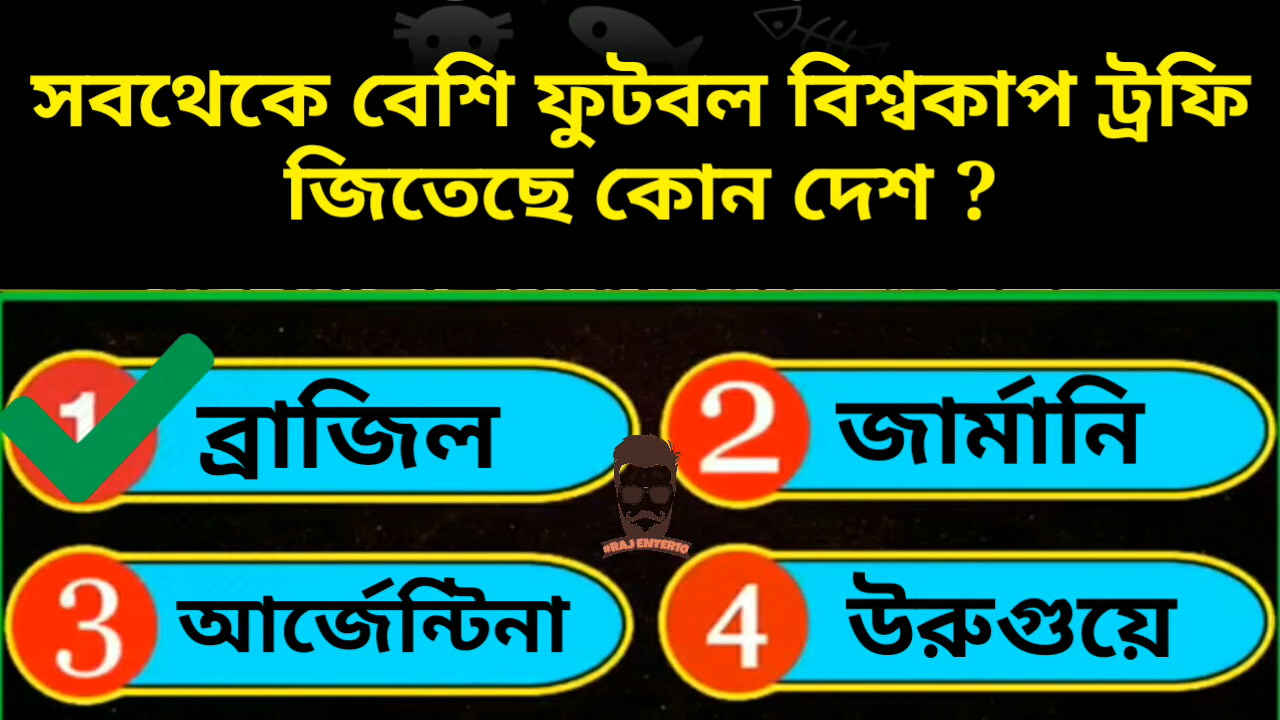 সবথেকে বেশি ফুটবল বিশ্বকাপ ট্রফি
জিতেছে কোন দেশ ?
1 ব্রাজিল
2 জার্মানি
3 আর্জেন্টিনা
4 উরুগুয়ে
#RAJ ENTER10